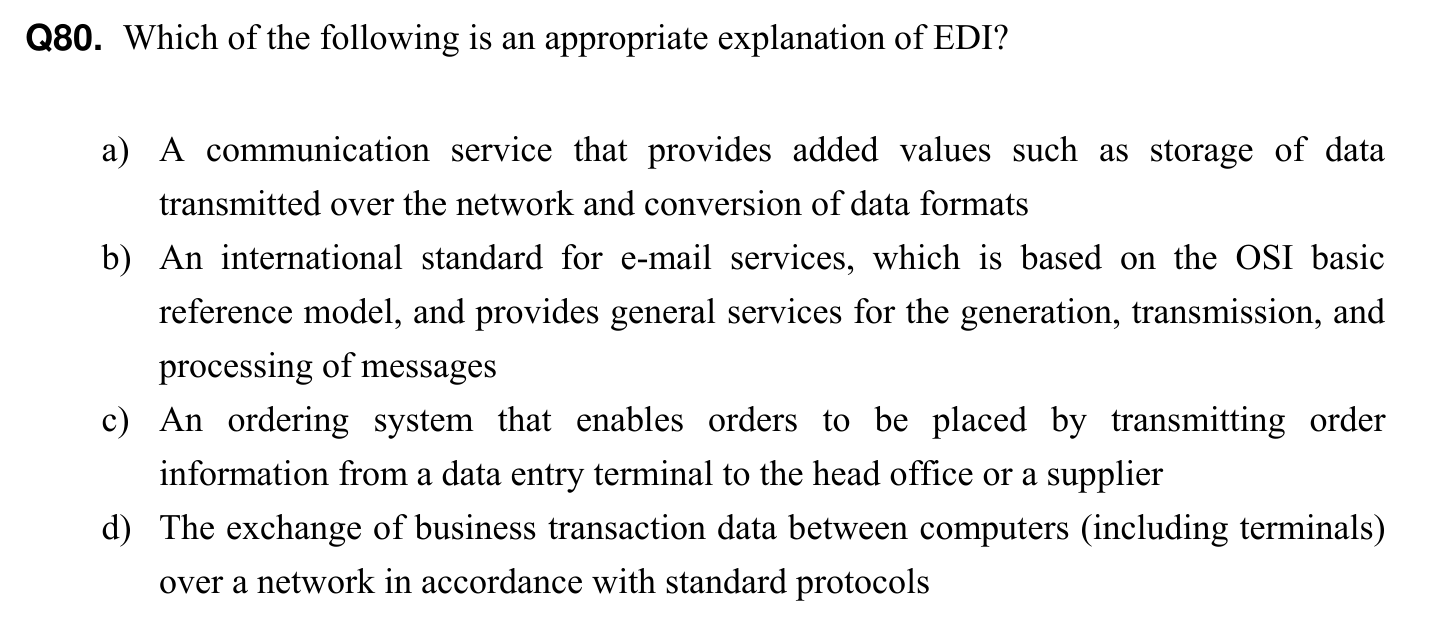 Q80. Which of the following is an appropriate explanation of EDI?
a) A communication service that provides added values such as storage of data
transmitted over the network and conversion of data formats
b) An international standard for e-mail services, which is based on the OSI basic
reference model, and provides general services for the generation, transmission, and
processing of messages
c) An ordering system that enables orders to be placed by transmitting order
information from a data entry terminal to the head office or a supplier
d) The exchange of business transaction data between computers (including terminals)
over a network in accordance with standard protocols